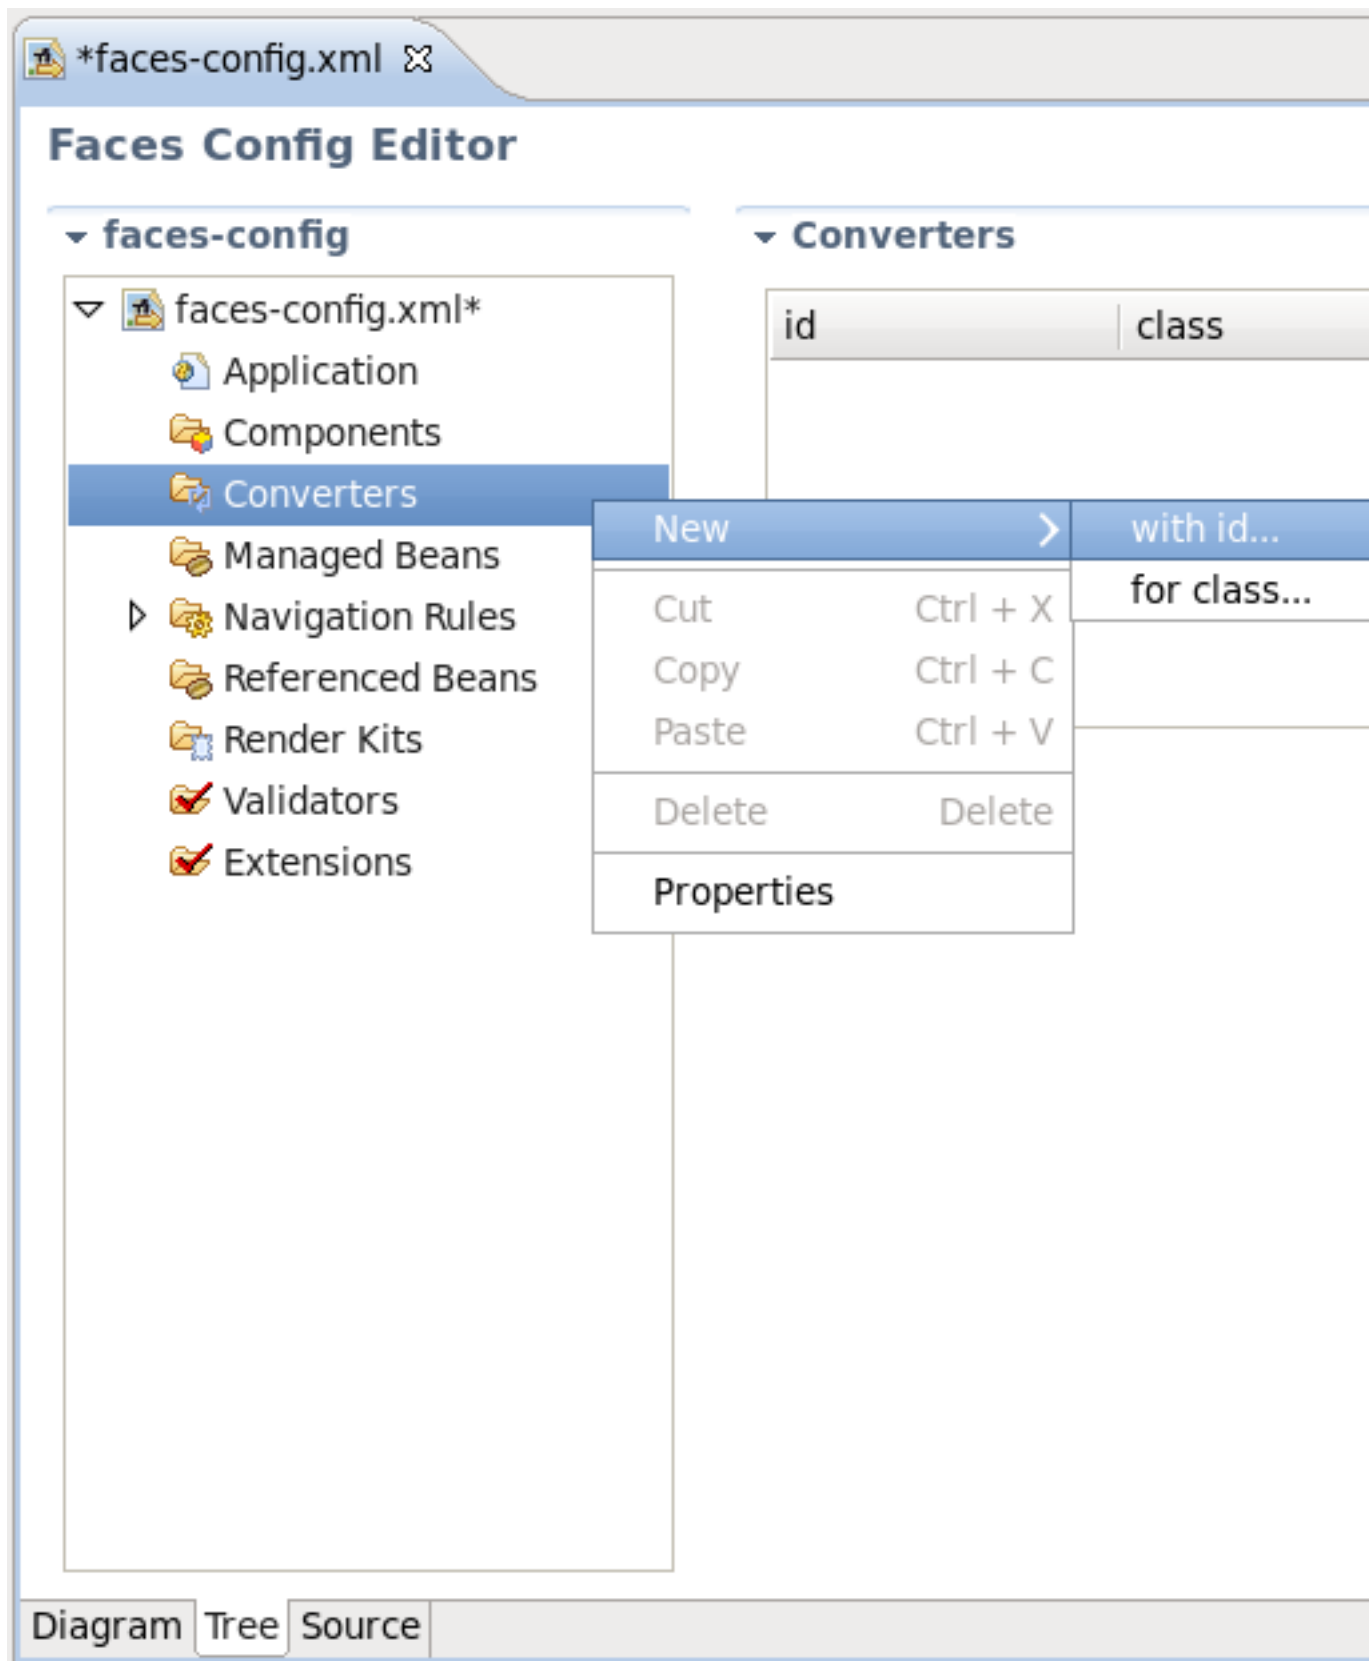 *faces-config.xml
Faces Config Editor
faces-config
faces-config.xml*
Application
Components
Converters
Managed Beans
Navigation Rules
Referenced Beans
Render Kits
Validators
Extensions
Converters
id class
New
Cut Ctrl + X
Copy Ctrl + C
Paste Ctrl + V
Delete Delete
Properties
with id...
for class...
Diagram Tree Source